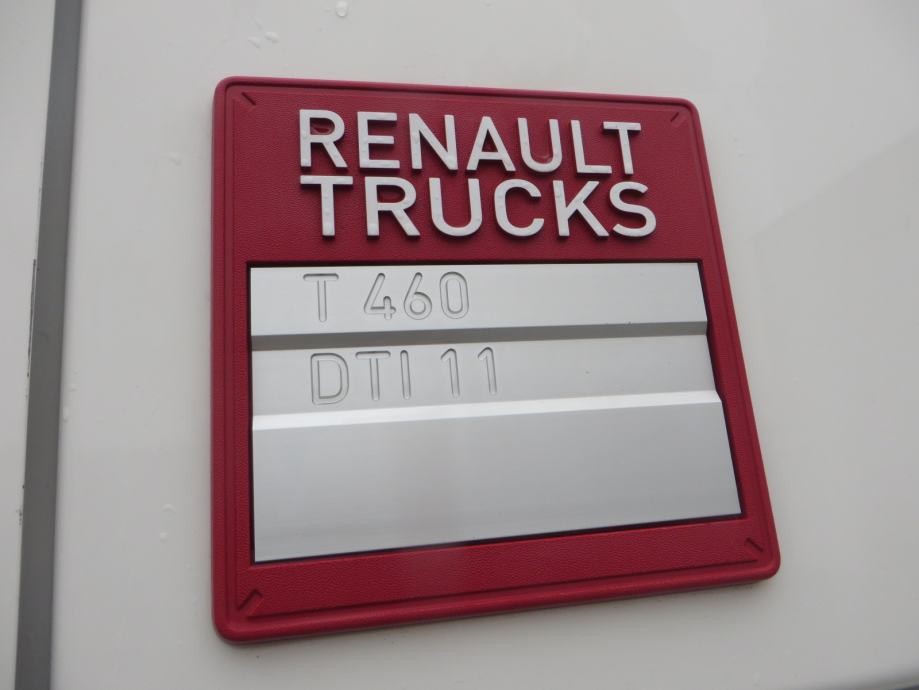 RENAULT
TRUCKS
T 460
DTI 11